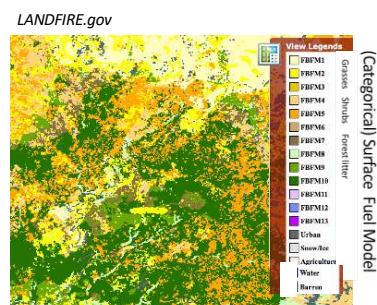 LANDFIRE.gov
View Legends
FBFM1
FBFM2
FBFM3
FBFM4
FBFM5
FBFM6
FBFM7
FBFM8
FBFM9
FBFM10
FBFM11
FBFM12
FBFM13
Urban
Snow/Ice
Agriculture
Water
Barren
Grasses Shrubs Forest litter
(Categorical) Surface Fuel Model